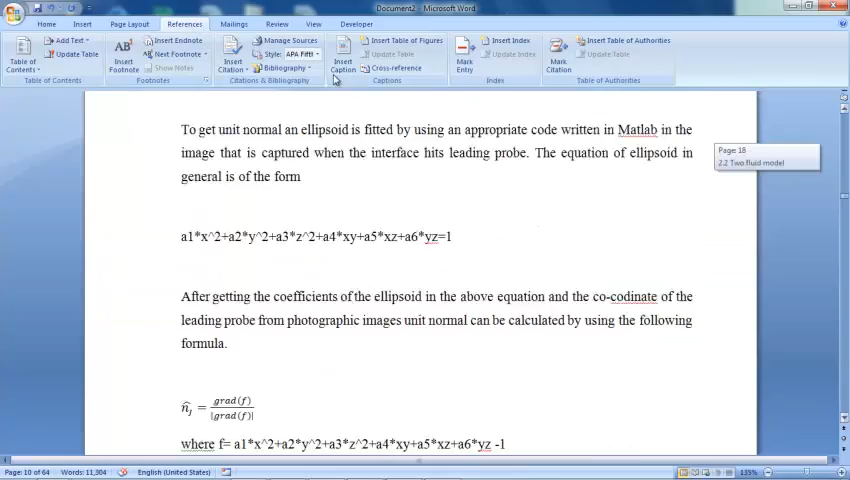 Document2 - Microsoft Word
Home Insert Page Layout References Mailings Review View Developer
Add Text
Update Table
Table of Contents
Table of Contents
AB1
Insert Footnote
Insert Endnote
Next Footnote
Show Notes
Footnotes
Insert Citation
Manage Sources
Style: APA Fifth
Bibliography
Citations & Bibliography
Insert Caption
Insert Table of Figures
Update Table
Cross-reference
Captions
Mark Entry
Insert Index
Update Index
Index
Mark Citation
Insert Table of Authorities
Update Table
Table of Authorities
To get unit normal an ellipsoid is fitted by using an appropriate code written in Matlab in the
image that is captured when the interface hits leading probe. The equation of ellipsoid in
general is of the form
Page: 18
2.2 Two fluid model
a1*x^2+a2*y^2+a3*z^2+a4*xy+a5*xz+a6*yz=1
After getting the coefficients of the ellipsoid in the above equation and the co-codinate of the
leading probe from photographic images unit normal can be calculated by using the following
formula.
n̂ⱼ = grad(f) / |grad(f)|
where f= a1*x^2+a2*y^2+a3*z^2+a4*xy+a5*xz+a6*yz -1
Page: 10 of 64 Words: 11,304 English (United States) 135%